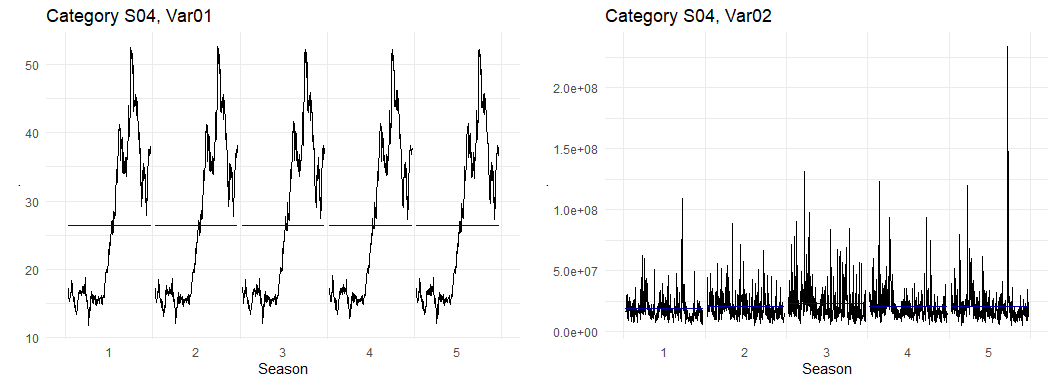 Category S04, Var01
50
40
30
20
10
1 2 3 4 5
Season
Category S04, Var02
2.0e+08
1.5e+08
1.0e+08
5.0e+07
0.0e+00
1 2 3 4 5
Season